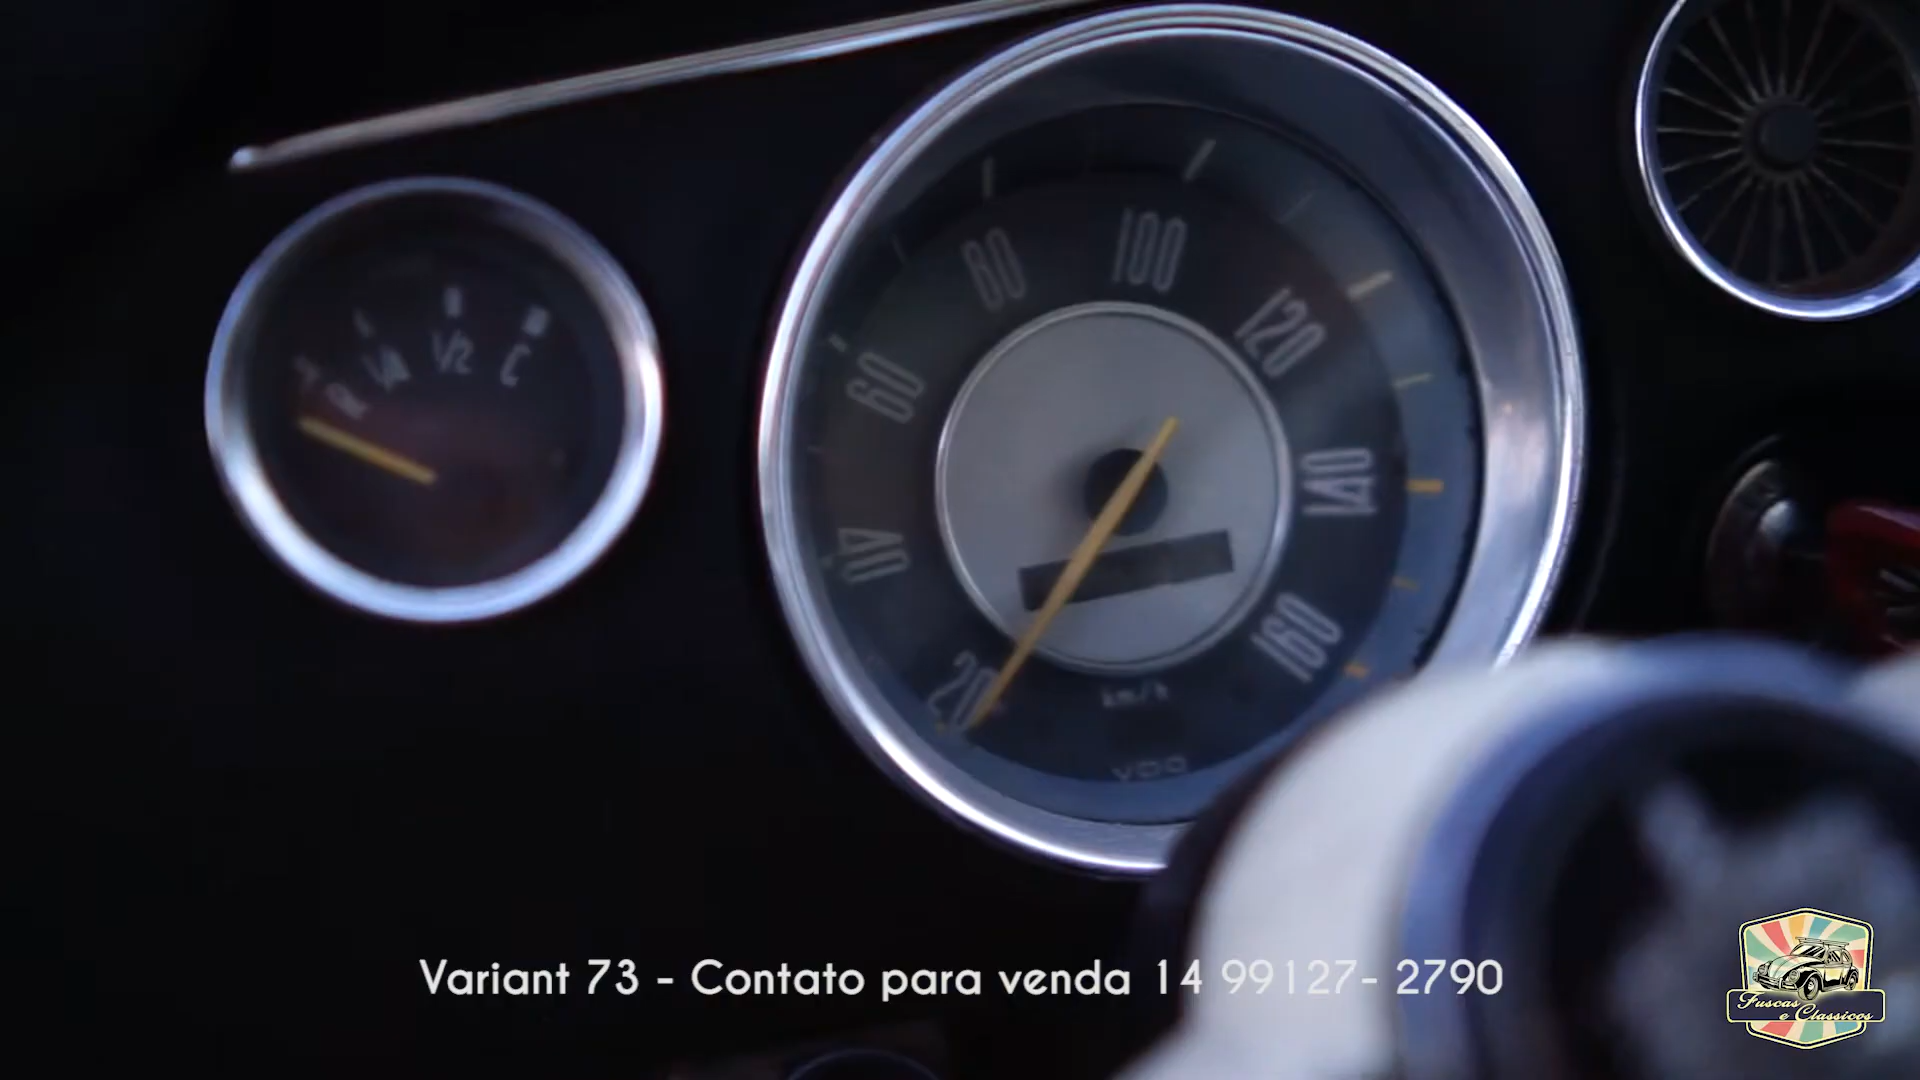 1/4
1/2
C
20
40
60
80
100
120
140
160
km/h
VDO
Variant 73 - Contato para venda 14 99127- 2790
Fuscas
e Classicos